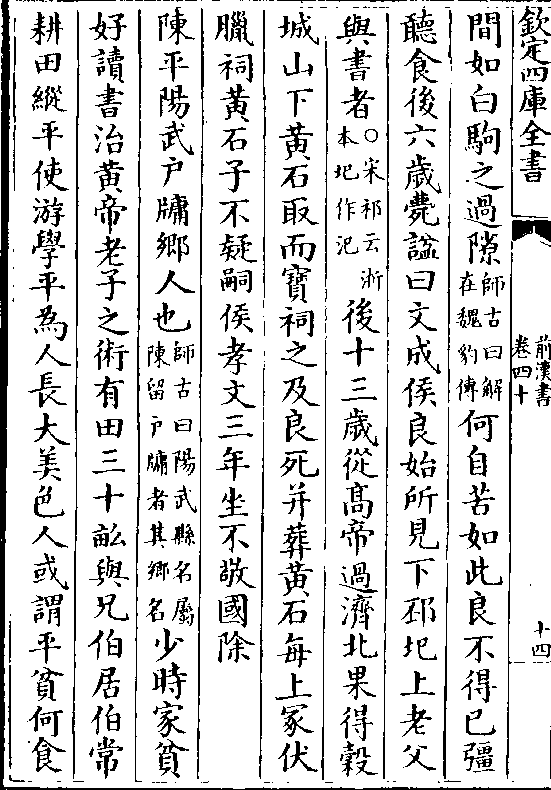 欽定四庫全書
前漢書
卷四十
十四
間如白駒之過隙師古曰解在魏豹傳何自苦如此良不得已彊
聽食後六歲薨諡曰文成侯良始所見下邳圯上老父
與書者○宋祁云浙本圯作汜後十三歲從高帝過濟北果得穀
城山下黃石取而寶祠之及良死并葬黃石每上冢伏
臘祠黃石子不疑嗣侯孝文三年坐不敬國除
陳平陽武戶牖鄉人也師古曰陽武縣名屬陳留戶牖者其鄉名少時家貧
好讀書治黃帝老子之術有田三十畝與兄伯居伯常
耕田縱平使游學平為人長大美色人或謂平貧何食